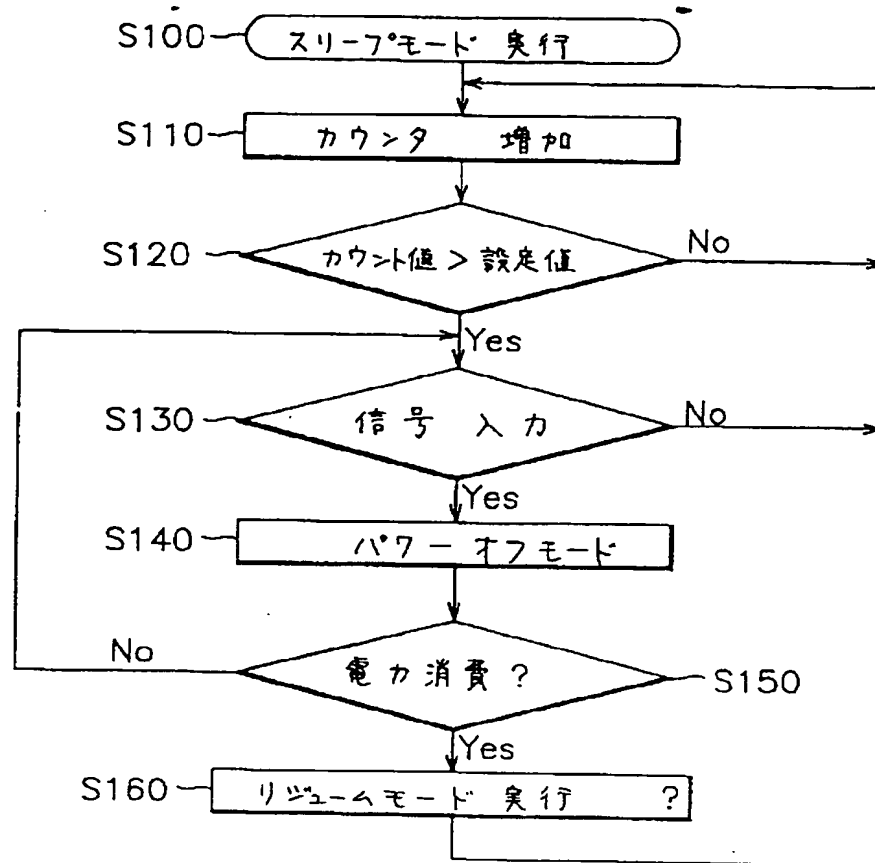 S100 スリープモード 実行
S110 カウンタ 増加
S120 カウント値 > 設定値 No
Yes
S130 信号 入力 No
Yes
S140 パワーオフモード
No 電力消費? S150
Yes
S160 リジュームモード 実行 ?